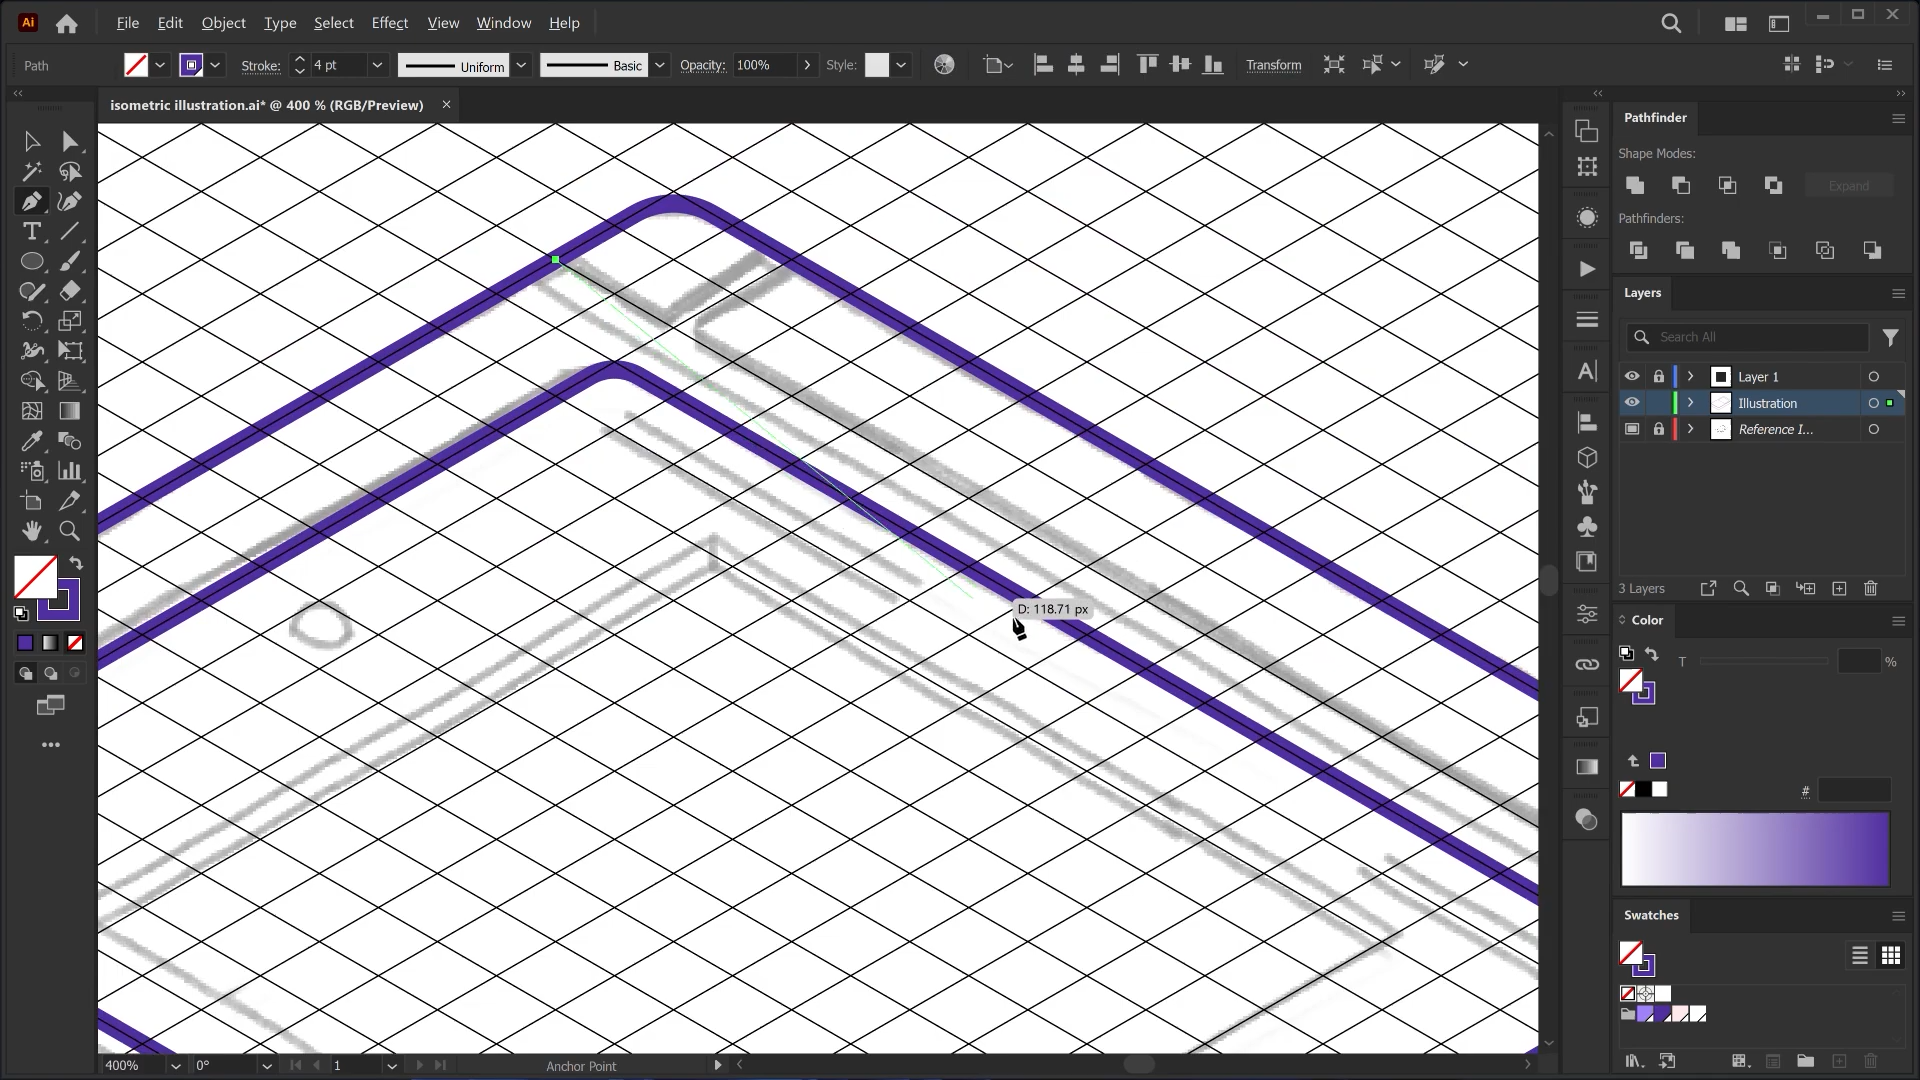 Ai File Edit Object Type Select Effect View Window Help
Path Stroke: 4 pt Uniform Basic Opacity: 100% Style: Transform
isometric illustration.ai* @ 400 % (RGB/Preview)
D: 118.71 px
Pathfinder
Shape Modes:
Expand
Pathfinders:
Layers
Search All
Layer 1
Illustration
Reference I...
3 Layers
Color
T %
#
Swatches
400% 0° 1 Anchor Point